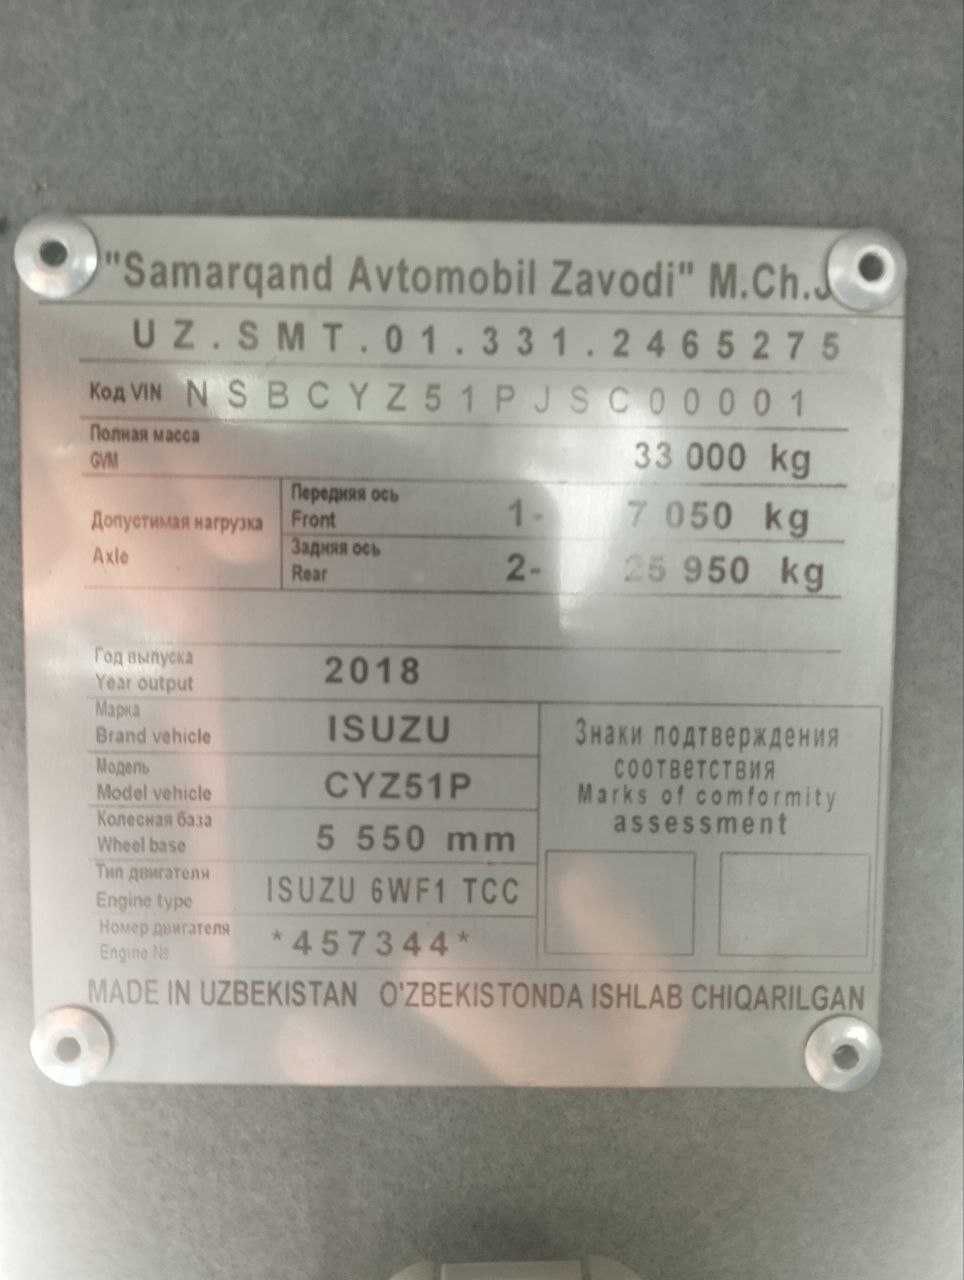 "Samarqand Avtomobil Zavodi" M.Ch.J
UZ.SMT.01.331.2465275
Код VIN NSBCYZ51PJSC00001
Полная масса
GVM 33 000 kg
Допустимая нагрузка
Axle
Передняя ось
Front 1- 7 050 kg
Задняя ось
Rear 2- 25 950 kg
Год выпуска
Year output 2018
Марка
Brand vehicle ISUZU
Модель
Model vehicle CYZ51P
Колесная база
Wheel base 5 550 mm
Тип двигателя
Engine type ISUZU 6WF1 TCC
Номер двигателя
Engine № *457344*
Знаки подтверждения
соответствия
Marks of comformity
assessment
MADE IN UZBEKISTAN O'ZBEKISTONDA ISHLAB CHIQARILGAN